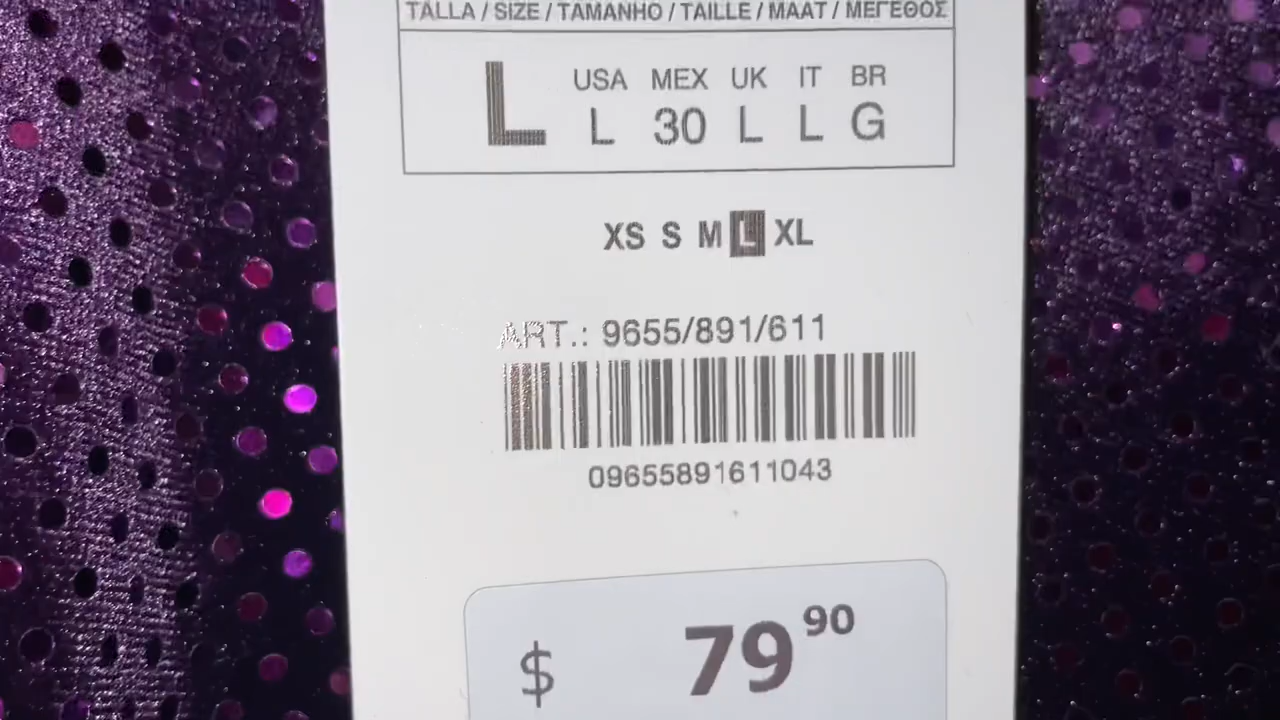 TALLA / SIZE / TAMANHO / TAILLE / MAAT / ΜΕΓΕΘΟΣ
L USA MEX UK IT BR
L 30 L L G
XS S M L XL
ART.: 9655/891/611
09655891611043
$ 79 90